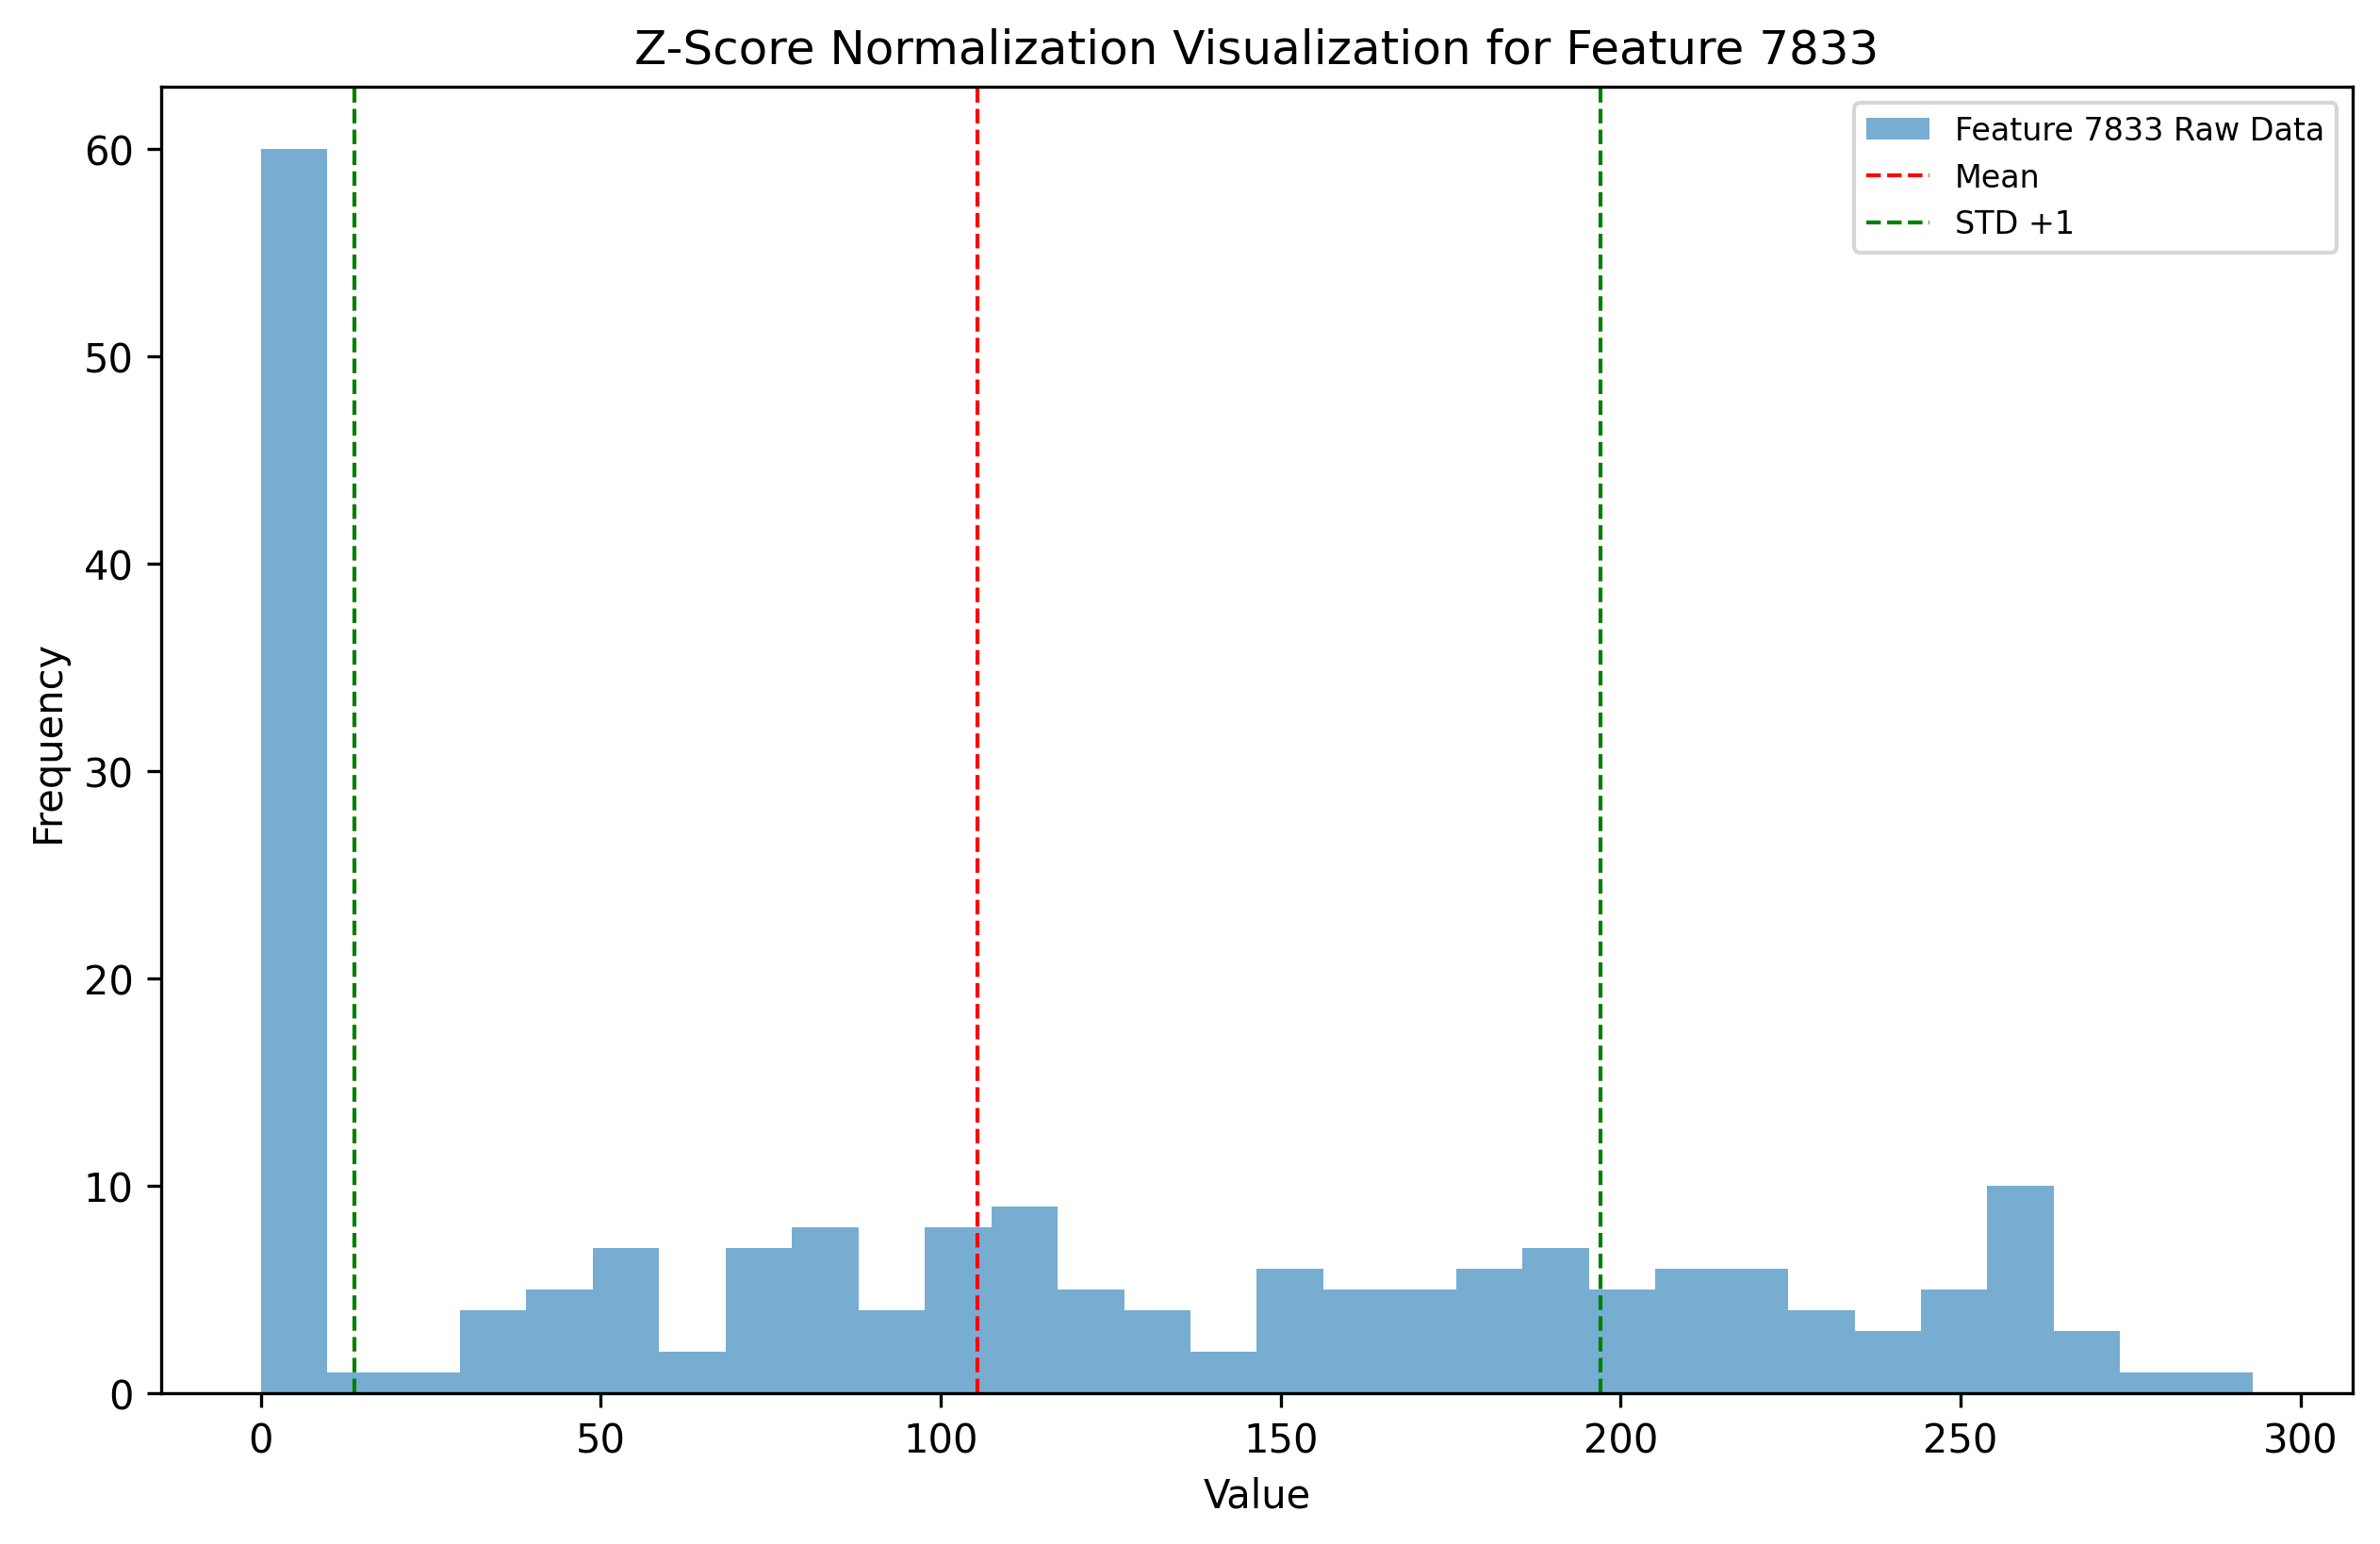 Z-Score Normalization Visualization for Feature 7833
Feature 7833 Raw Data
Mean
STD +1
60
50
40
30
20
10
0
Frequency
0 50 100 150 200 250 300
Value